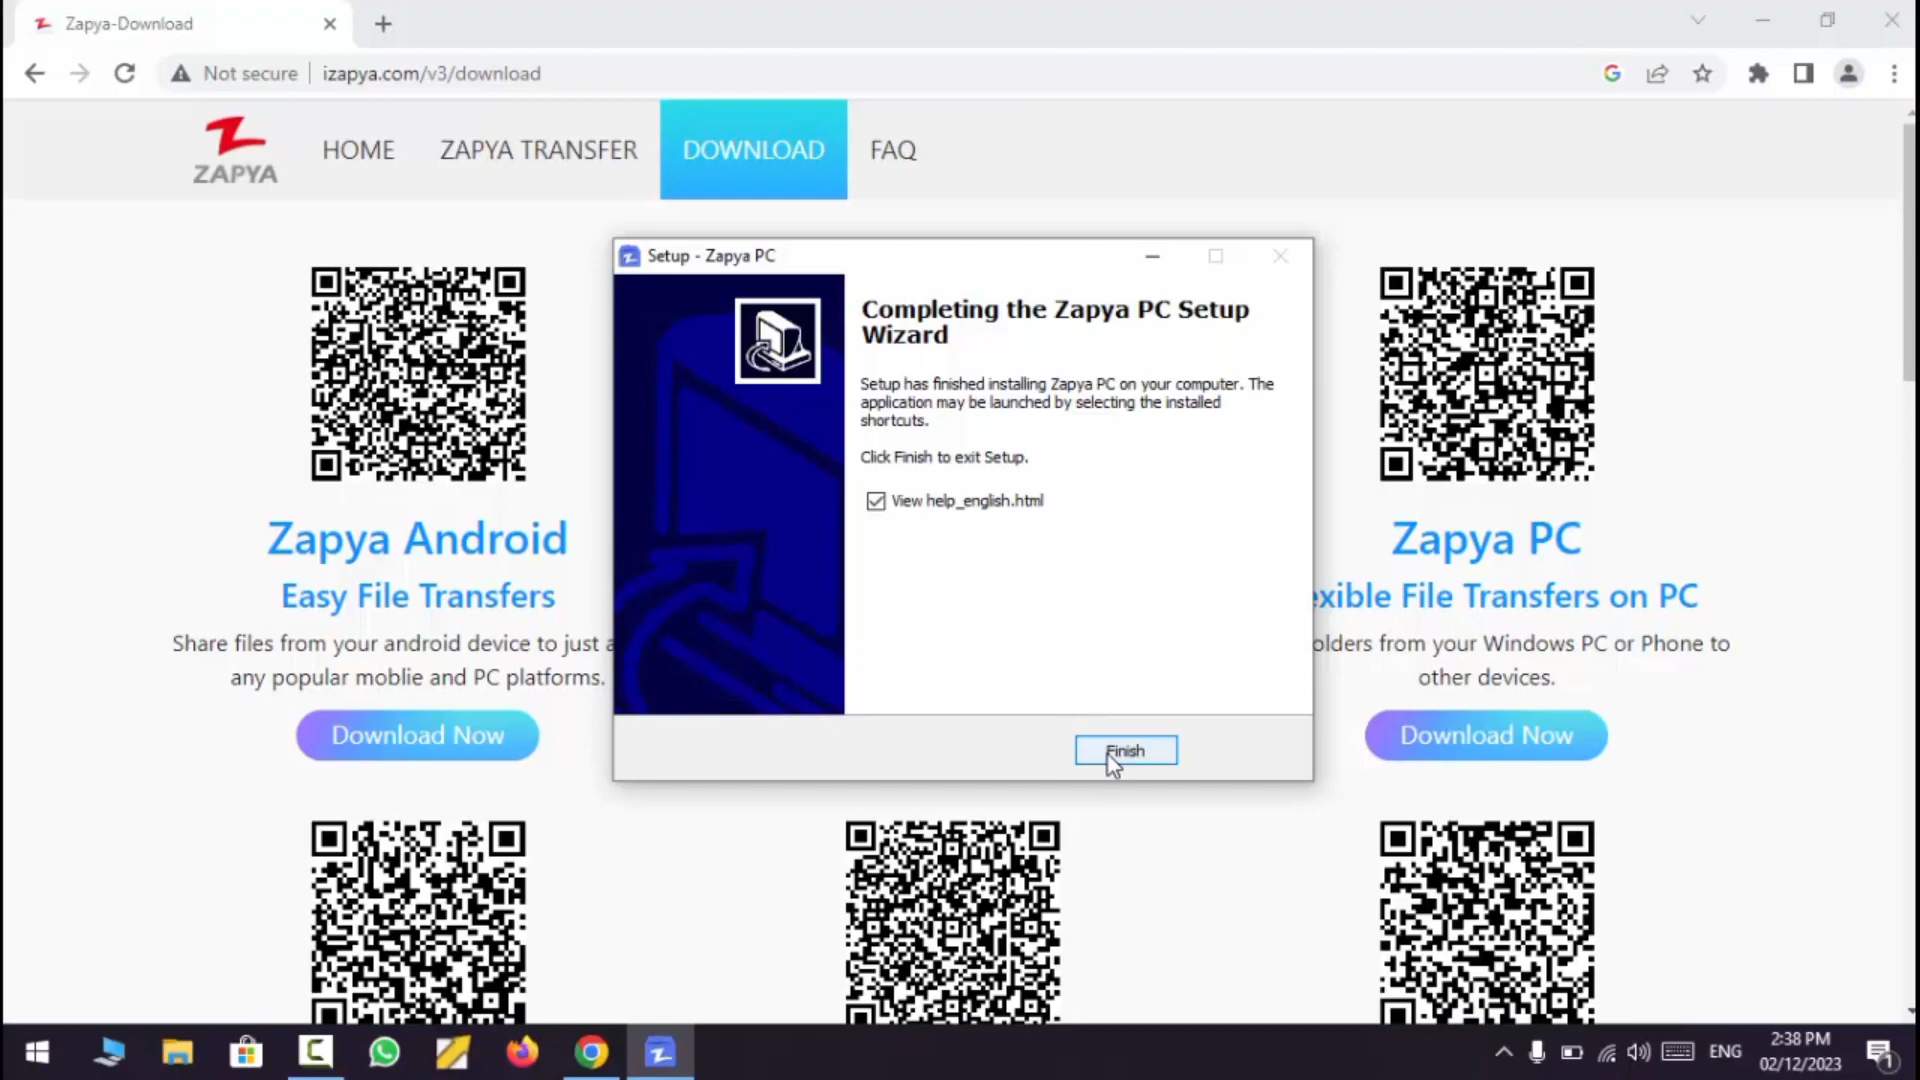 Zapya-Download
Not secure
izapya.com/v3/download
ZAPYA
HOME
ZAPYA TRANSFER
DOWNLOAD
FAQ
Setup - Zapya PC
Completing the Zapya PC Setup
Wizard
Setup has finished installing Zapya PC on your computer. The
application may be launched by selecting the installed
shortcuts.
Click Finish to exit Setup.
View help_english.html
Finish
Zapya Android
Easy File Transfers
Share files from your android device to just a
any popular moblie and PC platforms.
Download Now
Zapya PC
exible File Transfers on PC
olders from your Windows PC or Phone to
other devices.
Download Now
ENG
2:38 PM
02/12/2023
1